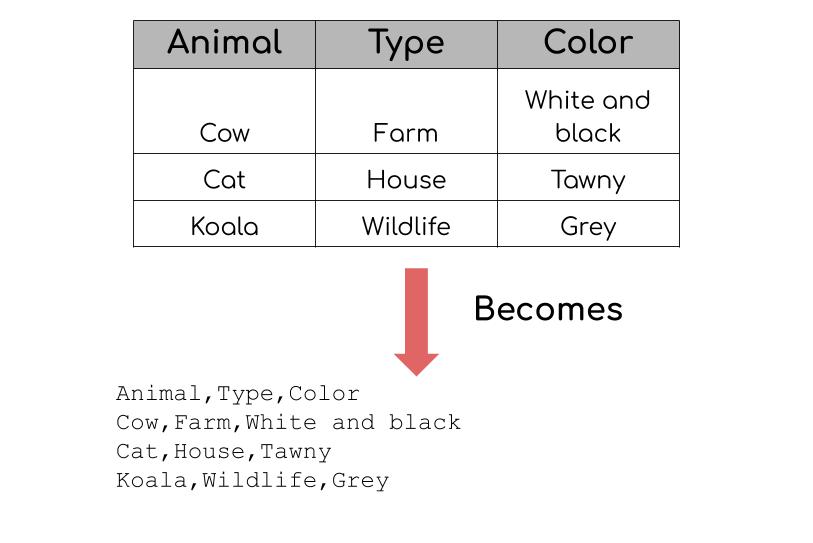 Animal Type Color
White and
Cow Farm black
Cat House Tawny
Koala Wildlife Grey
Becomes
Animal,Type,Color
Cow,Farm,White and black
Cat,House,Tawny
Koala,Wildlife,Grey